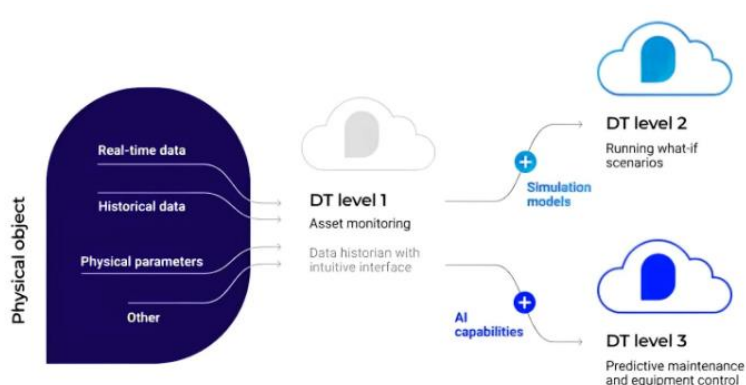 Physical object
Real-time data
Historical data
Physical parameters
Other
DT level 1
Asset monitoring
Data historian with
intuitive interface
Simulation
models
AI
capabilities
DT level 2
Running what-if
scenarios
DT level 3
Predictive maintenance
and equipment control